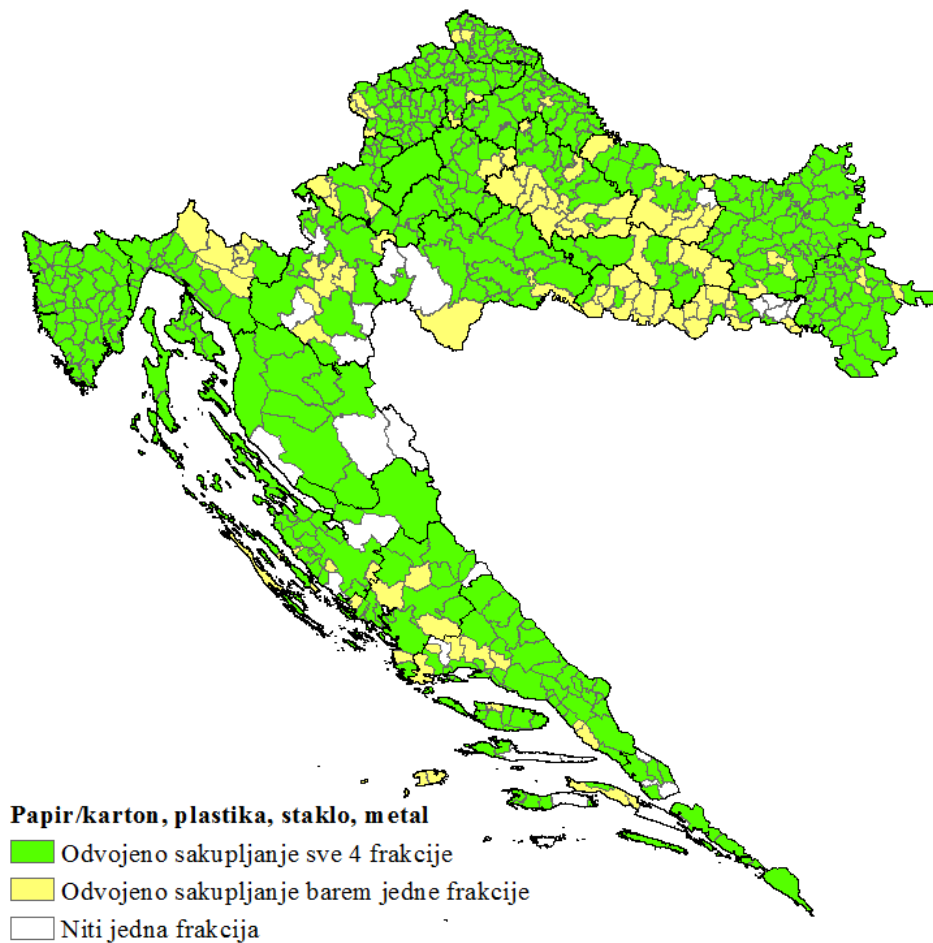 Papir/karton, plastika, staklo, metal
Odvojeno sakupljanje sve 4 frakcije
Odvojeno sakupljanje barem jedne frakcije
Niti jedna frakcija